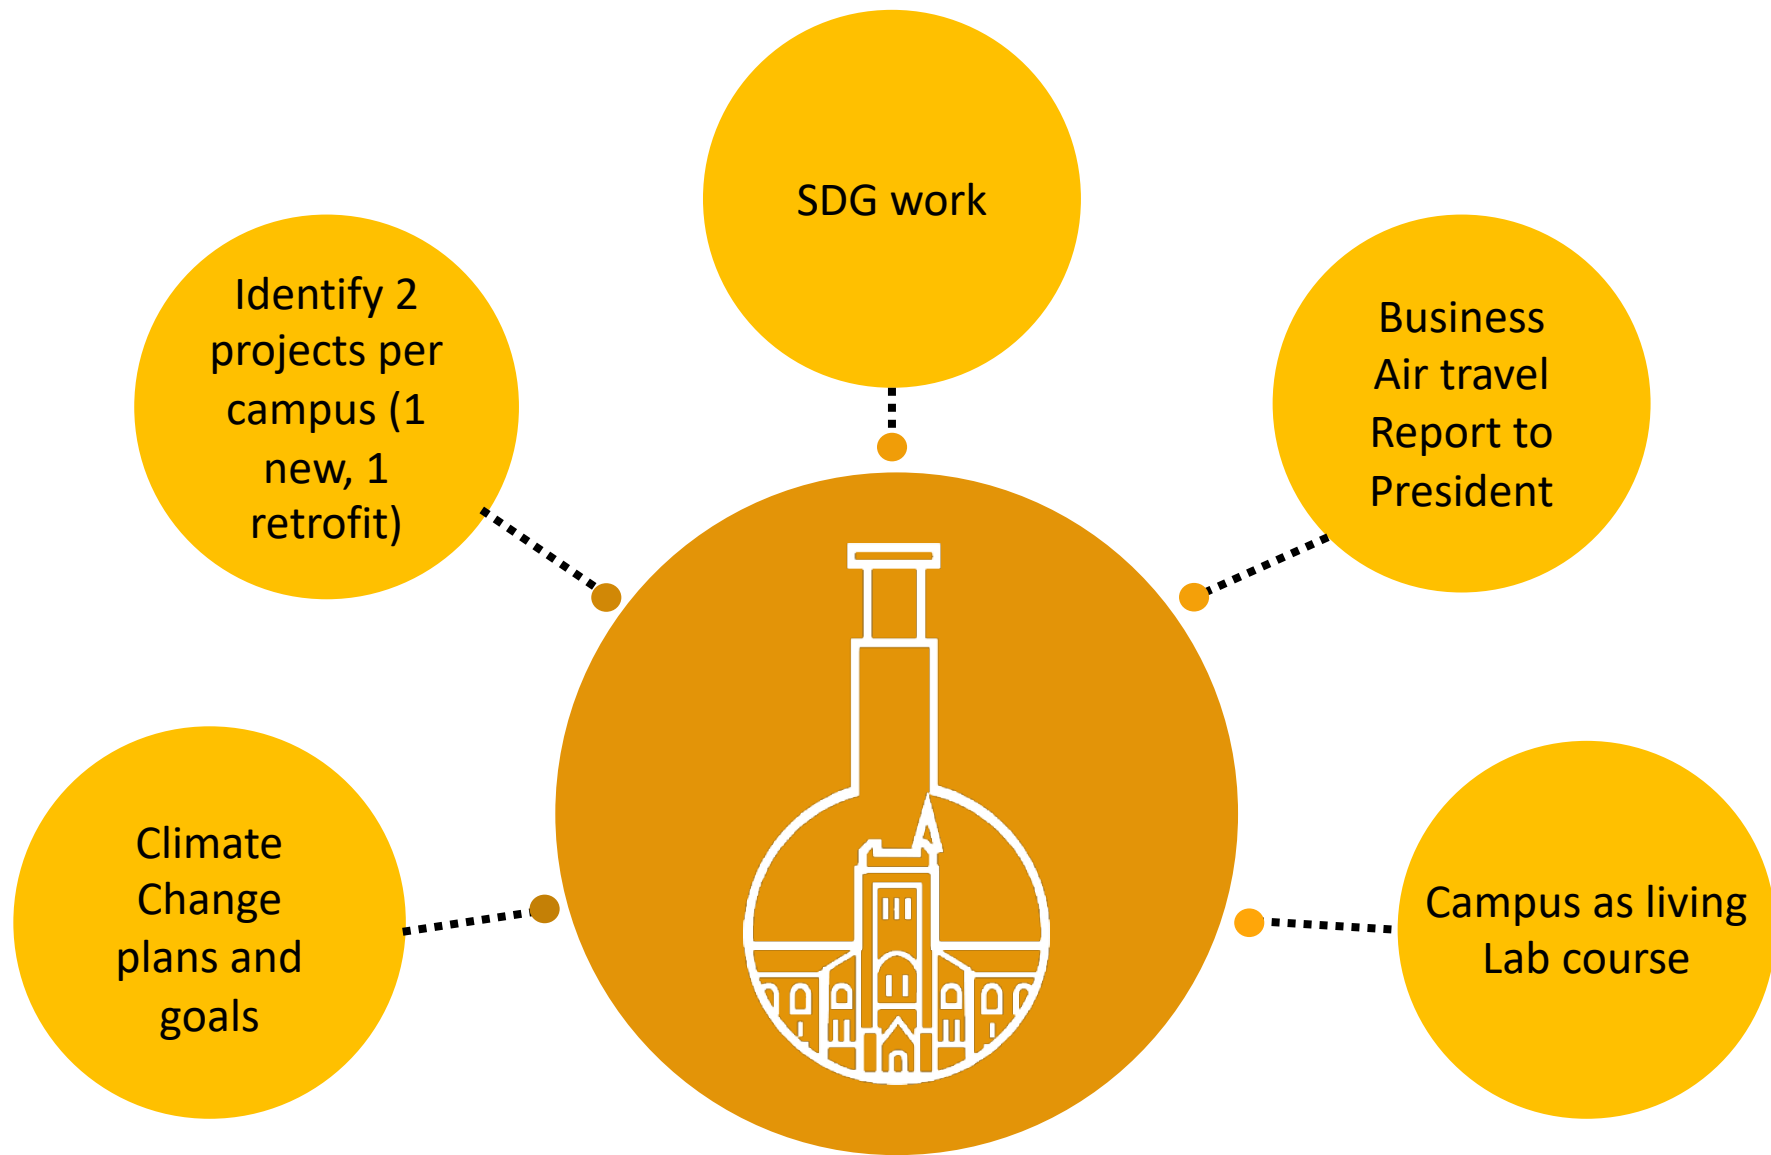 SDG work
Identify 2
projects per
campus (1
new, 1
retrofit)
Business
Air travel
Report to
President
Climate
Change
plans and
goals
Campus as living
Lab course